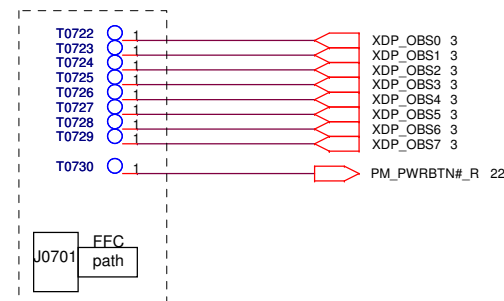 T0722 1 XDP_OBS0 3
T0723 1 XDP_OBS1 3
T0724 1 XDP_OBS2 3
T0725 1 XDP_OBS3 3
T0726 1 XDP_OBS4 3
T0727 1 XDP_OBS5 3
T0728 1 XDP_OBS6 3
T0729 1 XDP_OBS7 3
T0730 1 PM_PWRBTN#_R 22
FFC
J0701 path